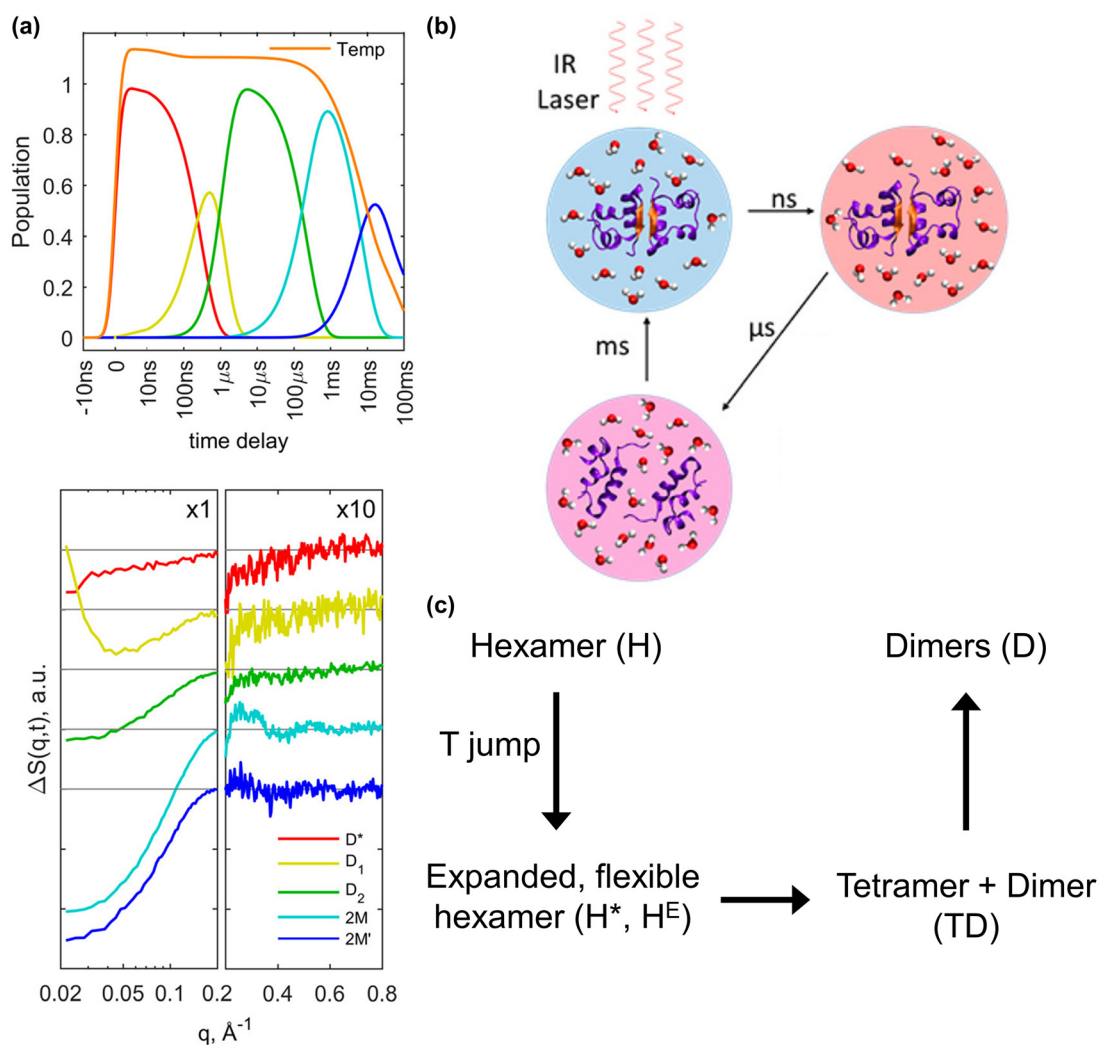 (a)
Temp
Population
1
0.8
0.6
0.4
0.2
0
-10ns
0
10ns
100ns
1μs
10μs
100μs
1ms
10ms
100ms
time delay
x1
x10
ΔS(q,t), a.u.
D*
D1
D2
2M
2M'
0.02
0.05
0.1
0.2
0.4
0.6
0.8
q, Å-1
(b)
IR
Laser
ns
μs
ms
(c)
Hexamer (H)
Dimers (D)
T jump
Expanded, flexible
hexamer (H*, HE)
Tetramer + Dimer
(TD)